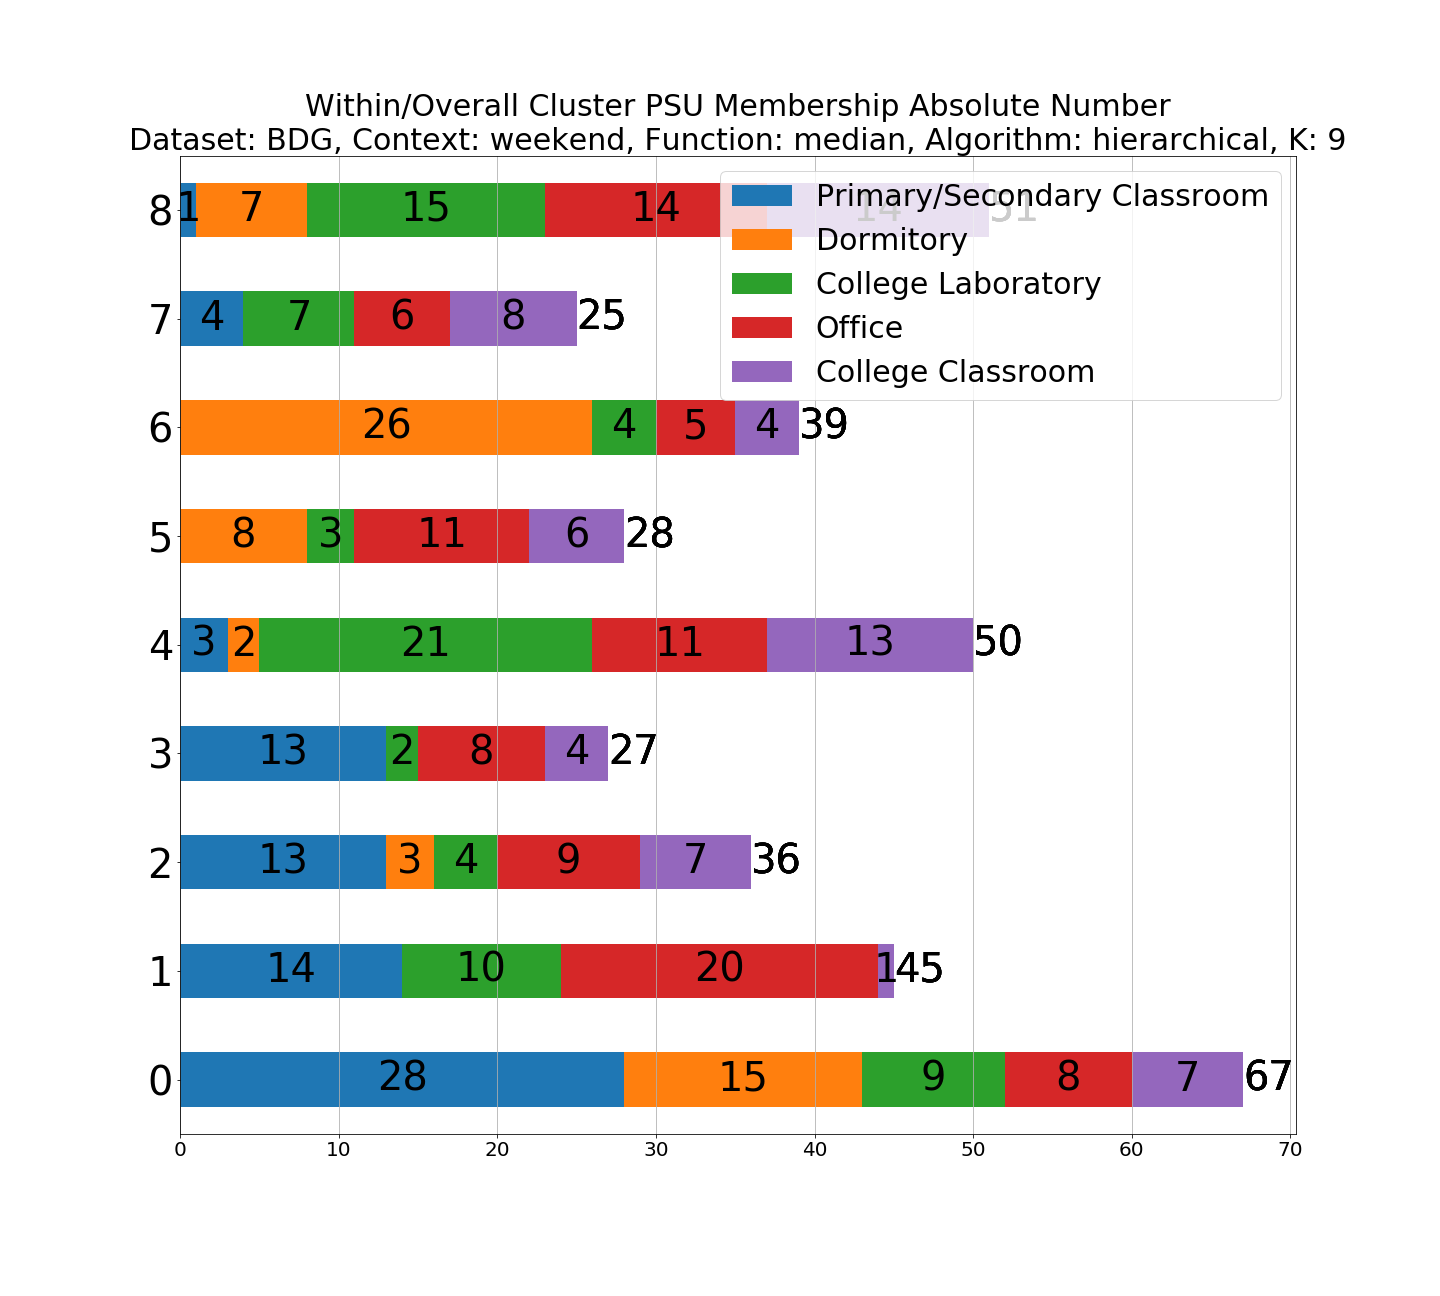 Within/Overall Cluster PSU Membership Absolute Number
Dataset: BDG, Context: weekend, Function: median, Algorithm: hierarchical, K: 9
8 1 7 15 14 14 51
Primary/Secondary Classroom
Dormitory
College Laboratory
Office
College Classroom
7 4 7 6 8 25
6 26 4 5 4 39
5 8 3 11 6 28
4 3 2 21 11 13 50
3 13 2 8 4 27
2 13 3 4 9 7 36
1 14 10 20 1 45
0 28 15 9 8 7 67
0 10 20 30 40 50 60 70